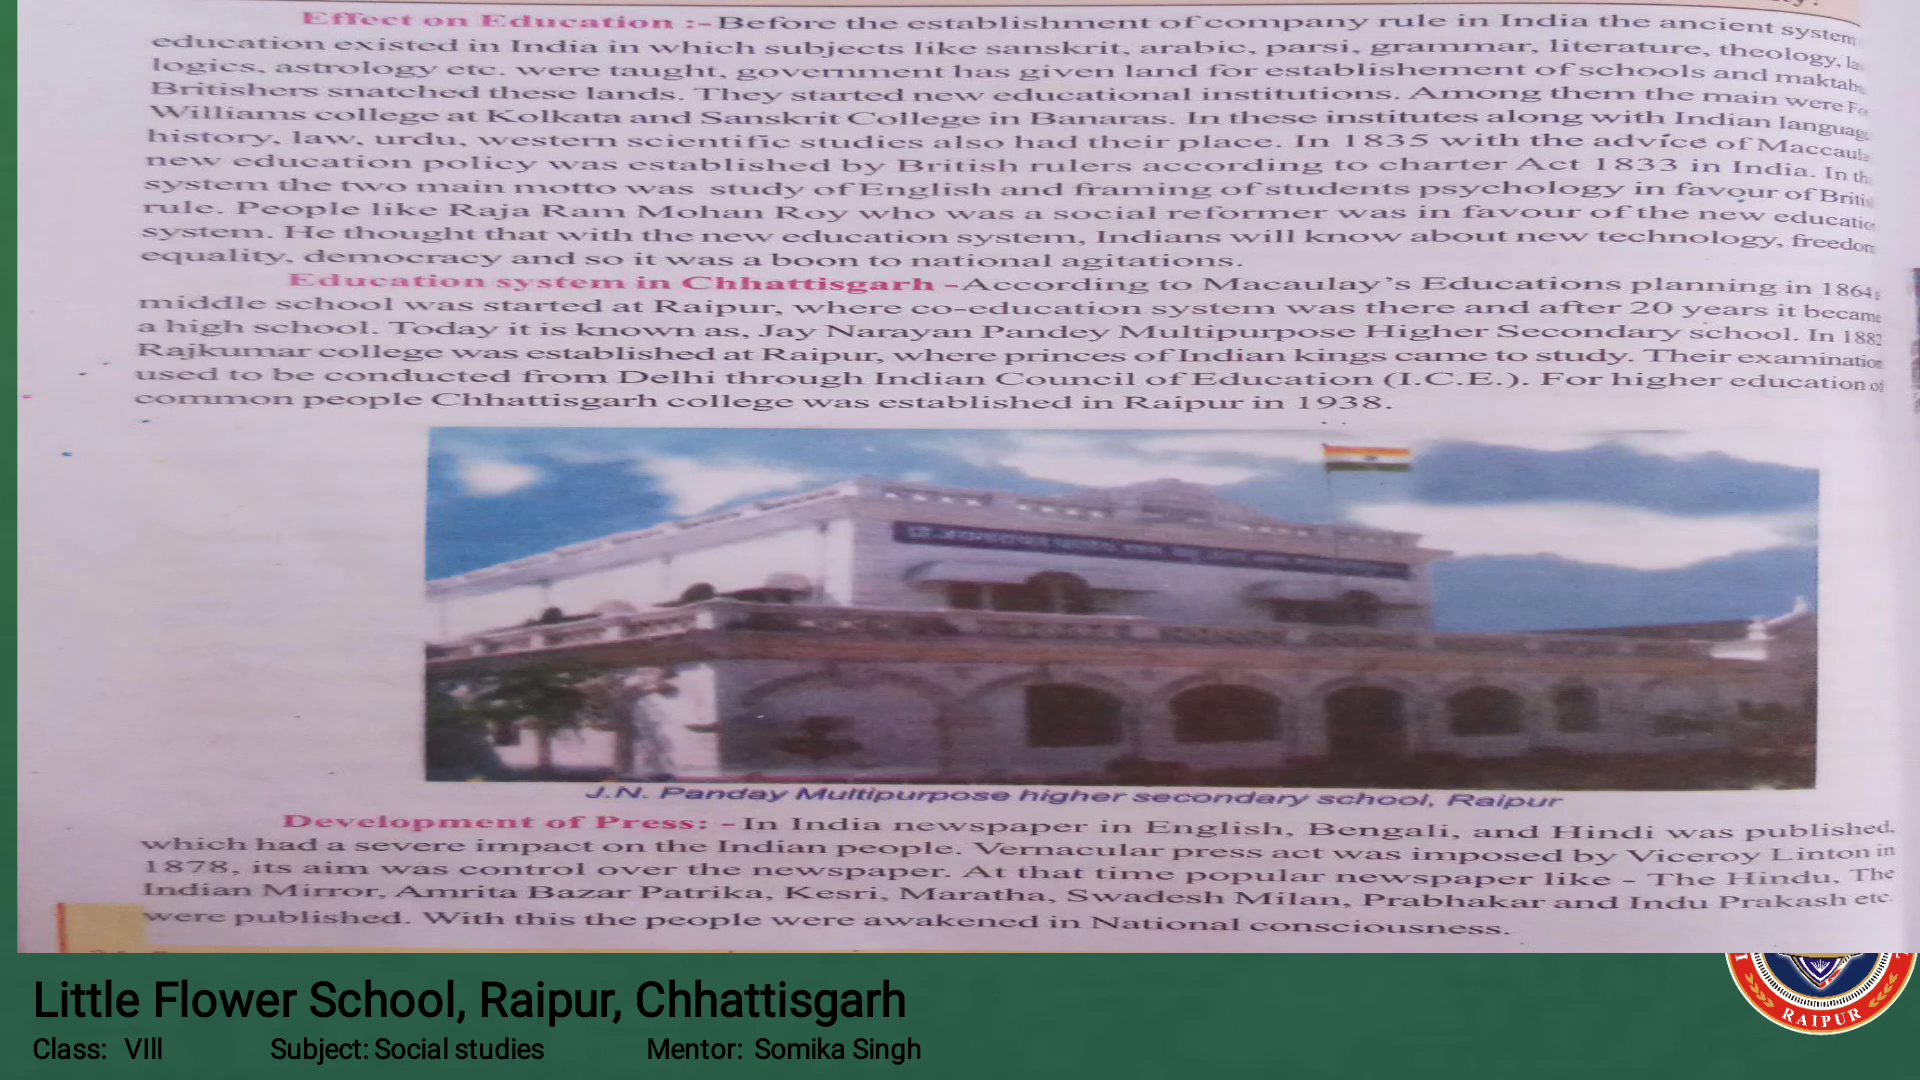 Effect on Education :- Before the establishment of company rule in India the ancient system
education existed in India in which subjects like sanskrit, arabic, parsi, grammar, literature, theology,
logics, astrology etc. were taught, government has given land for establishement of schools and maktab
Britishers snatched these lands. They started new educational institutions. Among them the main were
Williams college at Kolkata and Sanskrit College in Banaras. In these institutes along with Indian languag
history, law, urdu, western scientific studies also had their place. In 1835 with the advice of Maccaula
new education policy was established by British rulers according to charter Act 1833 in India. In th
system the two main motto was study of English and framing of students psychology in favour of Briti
rule. People like Raja Ram Mohan Roy who was a social reformer was in favour of the new educatio
system. He thought that with the new education system, Indians will know about new technology, freedom
equality, democracy and so it was a boon to national agitations.
Education system in Chhattisgarh - According to Macaulay's Educations planning in 1864,
middle school was started at Raipur, where co-education system was there and after 20 years it became
a high school. Today it is known as, Jay Narayan Pandey Multipurpose Higher Secondary school. In 1882
Rajkumar college was established at Raipur, where princes of Indian kings came to study. Their examination
used to be conducted from Delhi through Indian Council of Education (I.C.E.). For higher education of
common people Chhattisgarh college was established in Raipur in 1938.
J.N. Panday Multipurpose higher secondary school, Raipur
Development of Press: - In India newspaper in English, Bengali, and Hindi was published.
which had a severe impact on the Indian people. Vernacular press act was imposed by Viceroy Linton in
1878, its aim was control over the newspaper. At that time popular newspaper like - The Hindu, The
Indian Mirror, Amrita Bazar Patrika, Kesri, Maratha, Swadesh Milan, Prabhakar and Indu Prakash etc.
were published. With this the people were awakened in National consciousness.
Little Flower School, Raipur, Chhattisgarh
Class: VIll Subject: Social studies Mentor: Somika Singh
RAIPUR